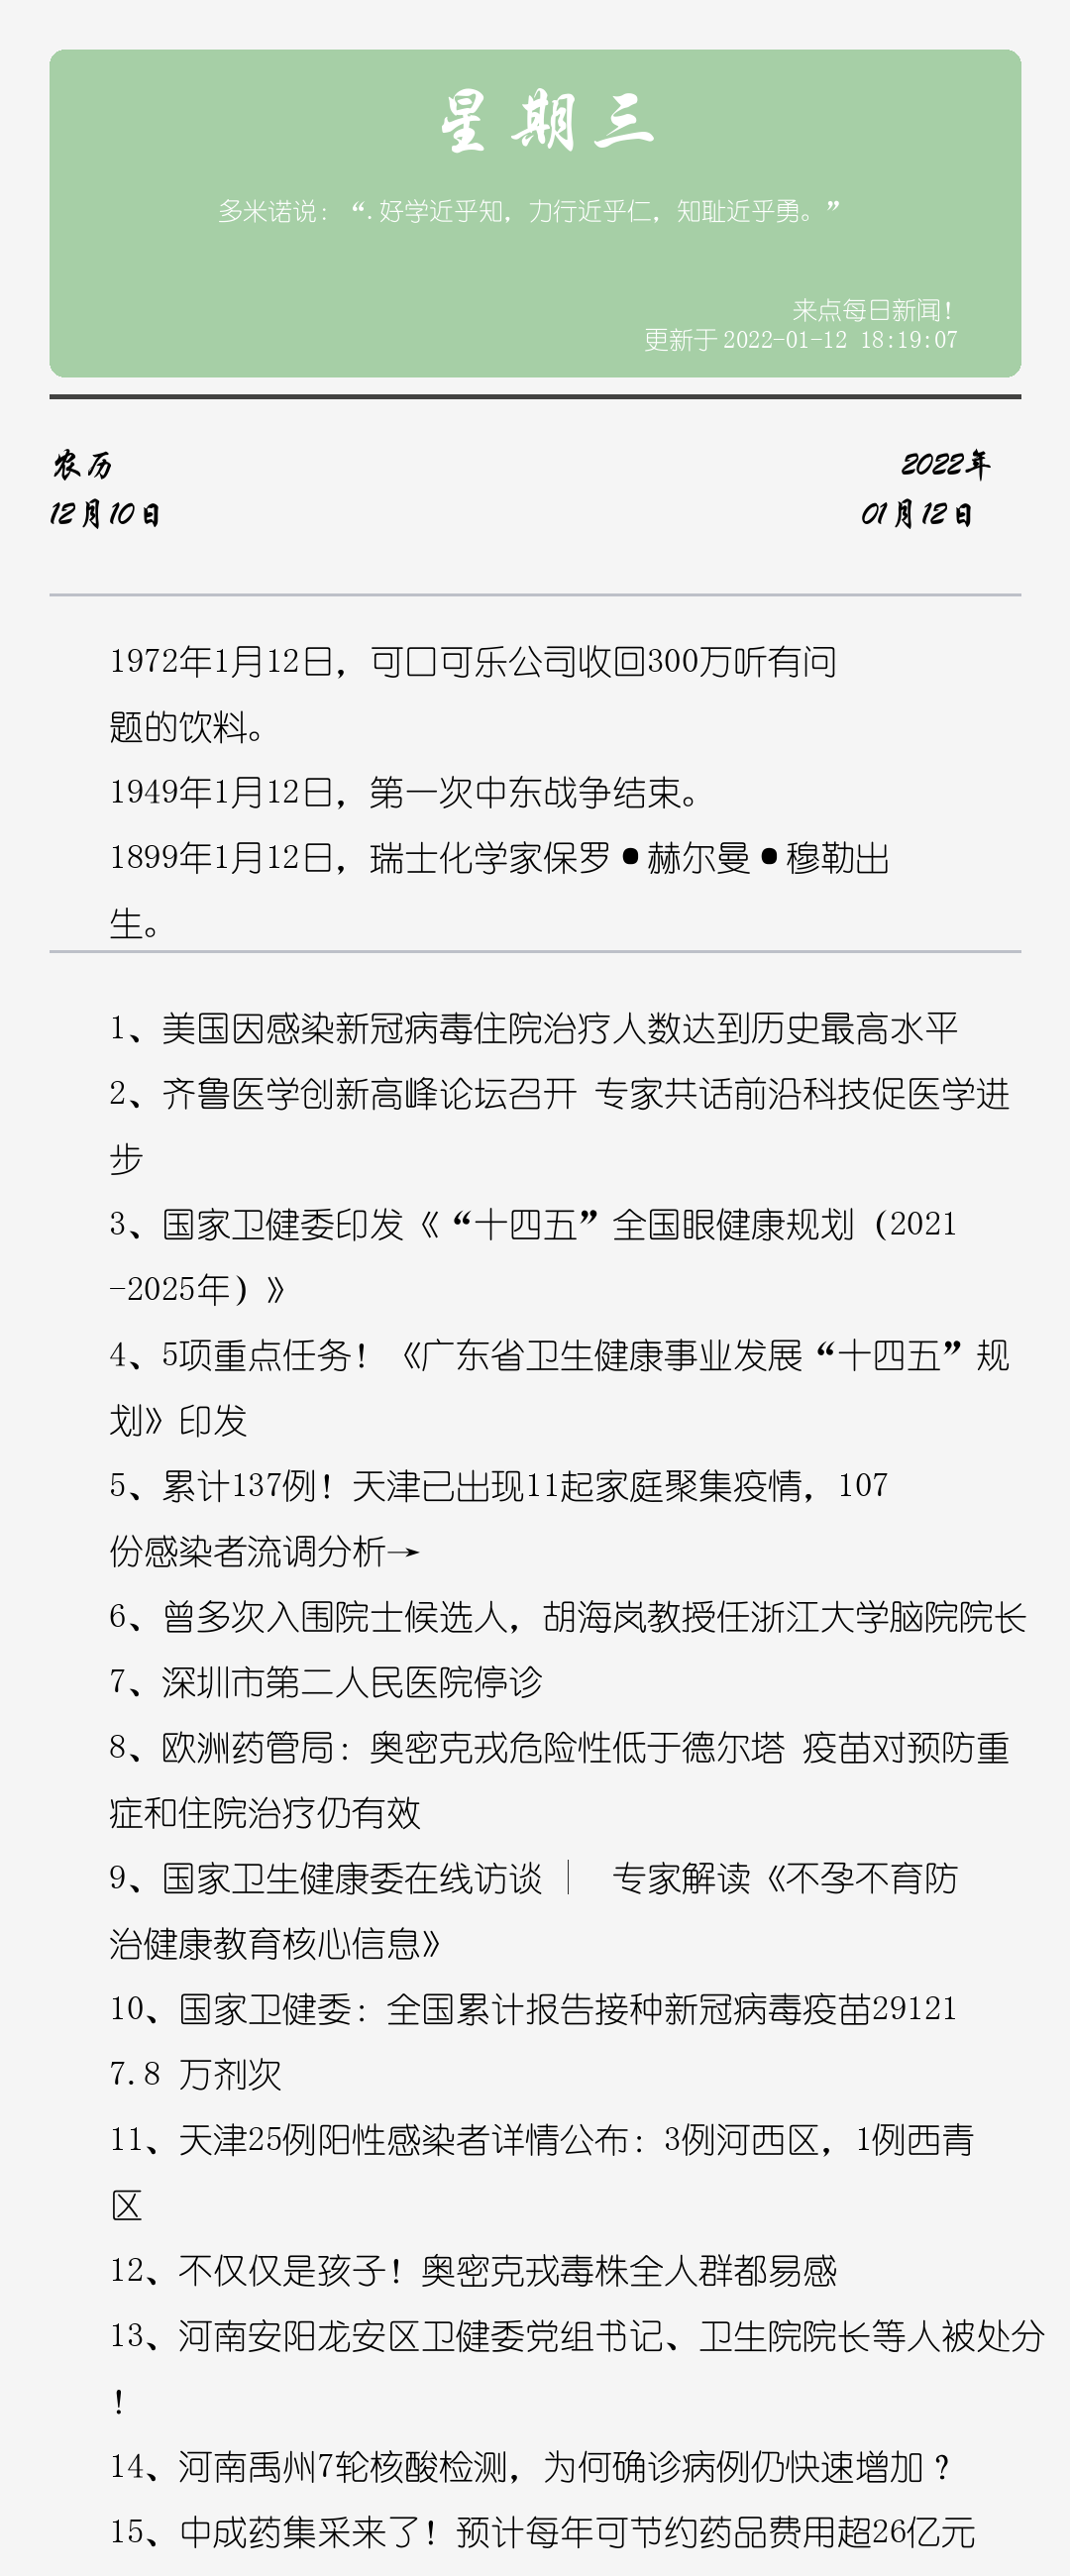 星期三
多米诺说：“.好学近乎知，力行近乎仁，知耻近乎勇。”
来点每日新闻！
更新于 2022-01-12 18:19:07
农历
2022年
12月10日
01月12日
1972年1月12日，可口可乐公司收回300万听有问
题的饮料。
1949年1月12日，第一次中东战争结束。
1899年1月12日，瑞士化学家保罗•赫尔曼•穆勒出
生。
1、美国因感染新冠病毒住院治疗人数达到历史最高水平
2、齐鲁医学创新高峰论坛召开 专家共话前沿科技促医学进
步
3、国家卫健委印发《“十四五”全国眼健康规划（2021
-2025年）》
4、5项重点任务！《广东省卫生健康事业发展“十四五”规
划》印发
5、累计137例！天津已出现11起家庭聚集疫情，107
份感染者流调分析→
6、曾多次入围院士候选人，胡海岚教授任浙江大学脑院院长
7、深圳市第二人民医院停诊
8、欧洲药管局：奥密克戎危险性低于德尔塔 疫苗对预防重
症和住院治疗仍有效
9、国家卫生健康委在线访谈｜ 专家解读《不孕不育防
治健康教育核心信息》
10、国家卫健委：全国累计报告接种新冠病毒疫苗29121
7.8 万剂次
11、天津25例阳性感染者详情公布：3例河西区，1例西青
区
12、不仅仅是孩子！奥密克戎毒株全人群都易感
13、河南安阳龙安区卫健委党组书记、卫生院院长等人被处分
！
14、河南禹州7轮核酸检测，为何确诊病例仍快速增加？
15、中成药集采来了！预计每年可节约药品费用超26亿元